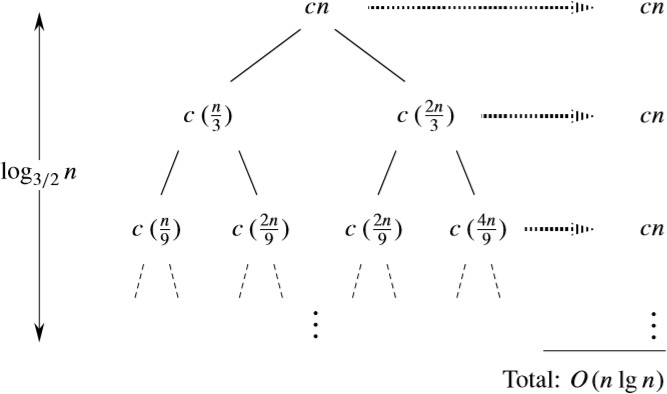 cn cn
c (n/3) c (2n/3) cn
log_{3/2} n
c (n/9) c (2n/9) c (2n/9) c (4n/9) cn
⋮ ⋮
Total: O(n lg n)